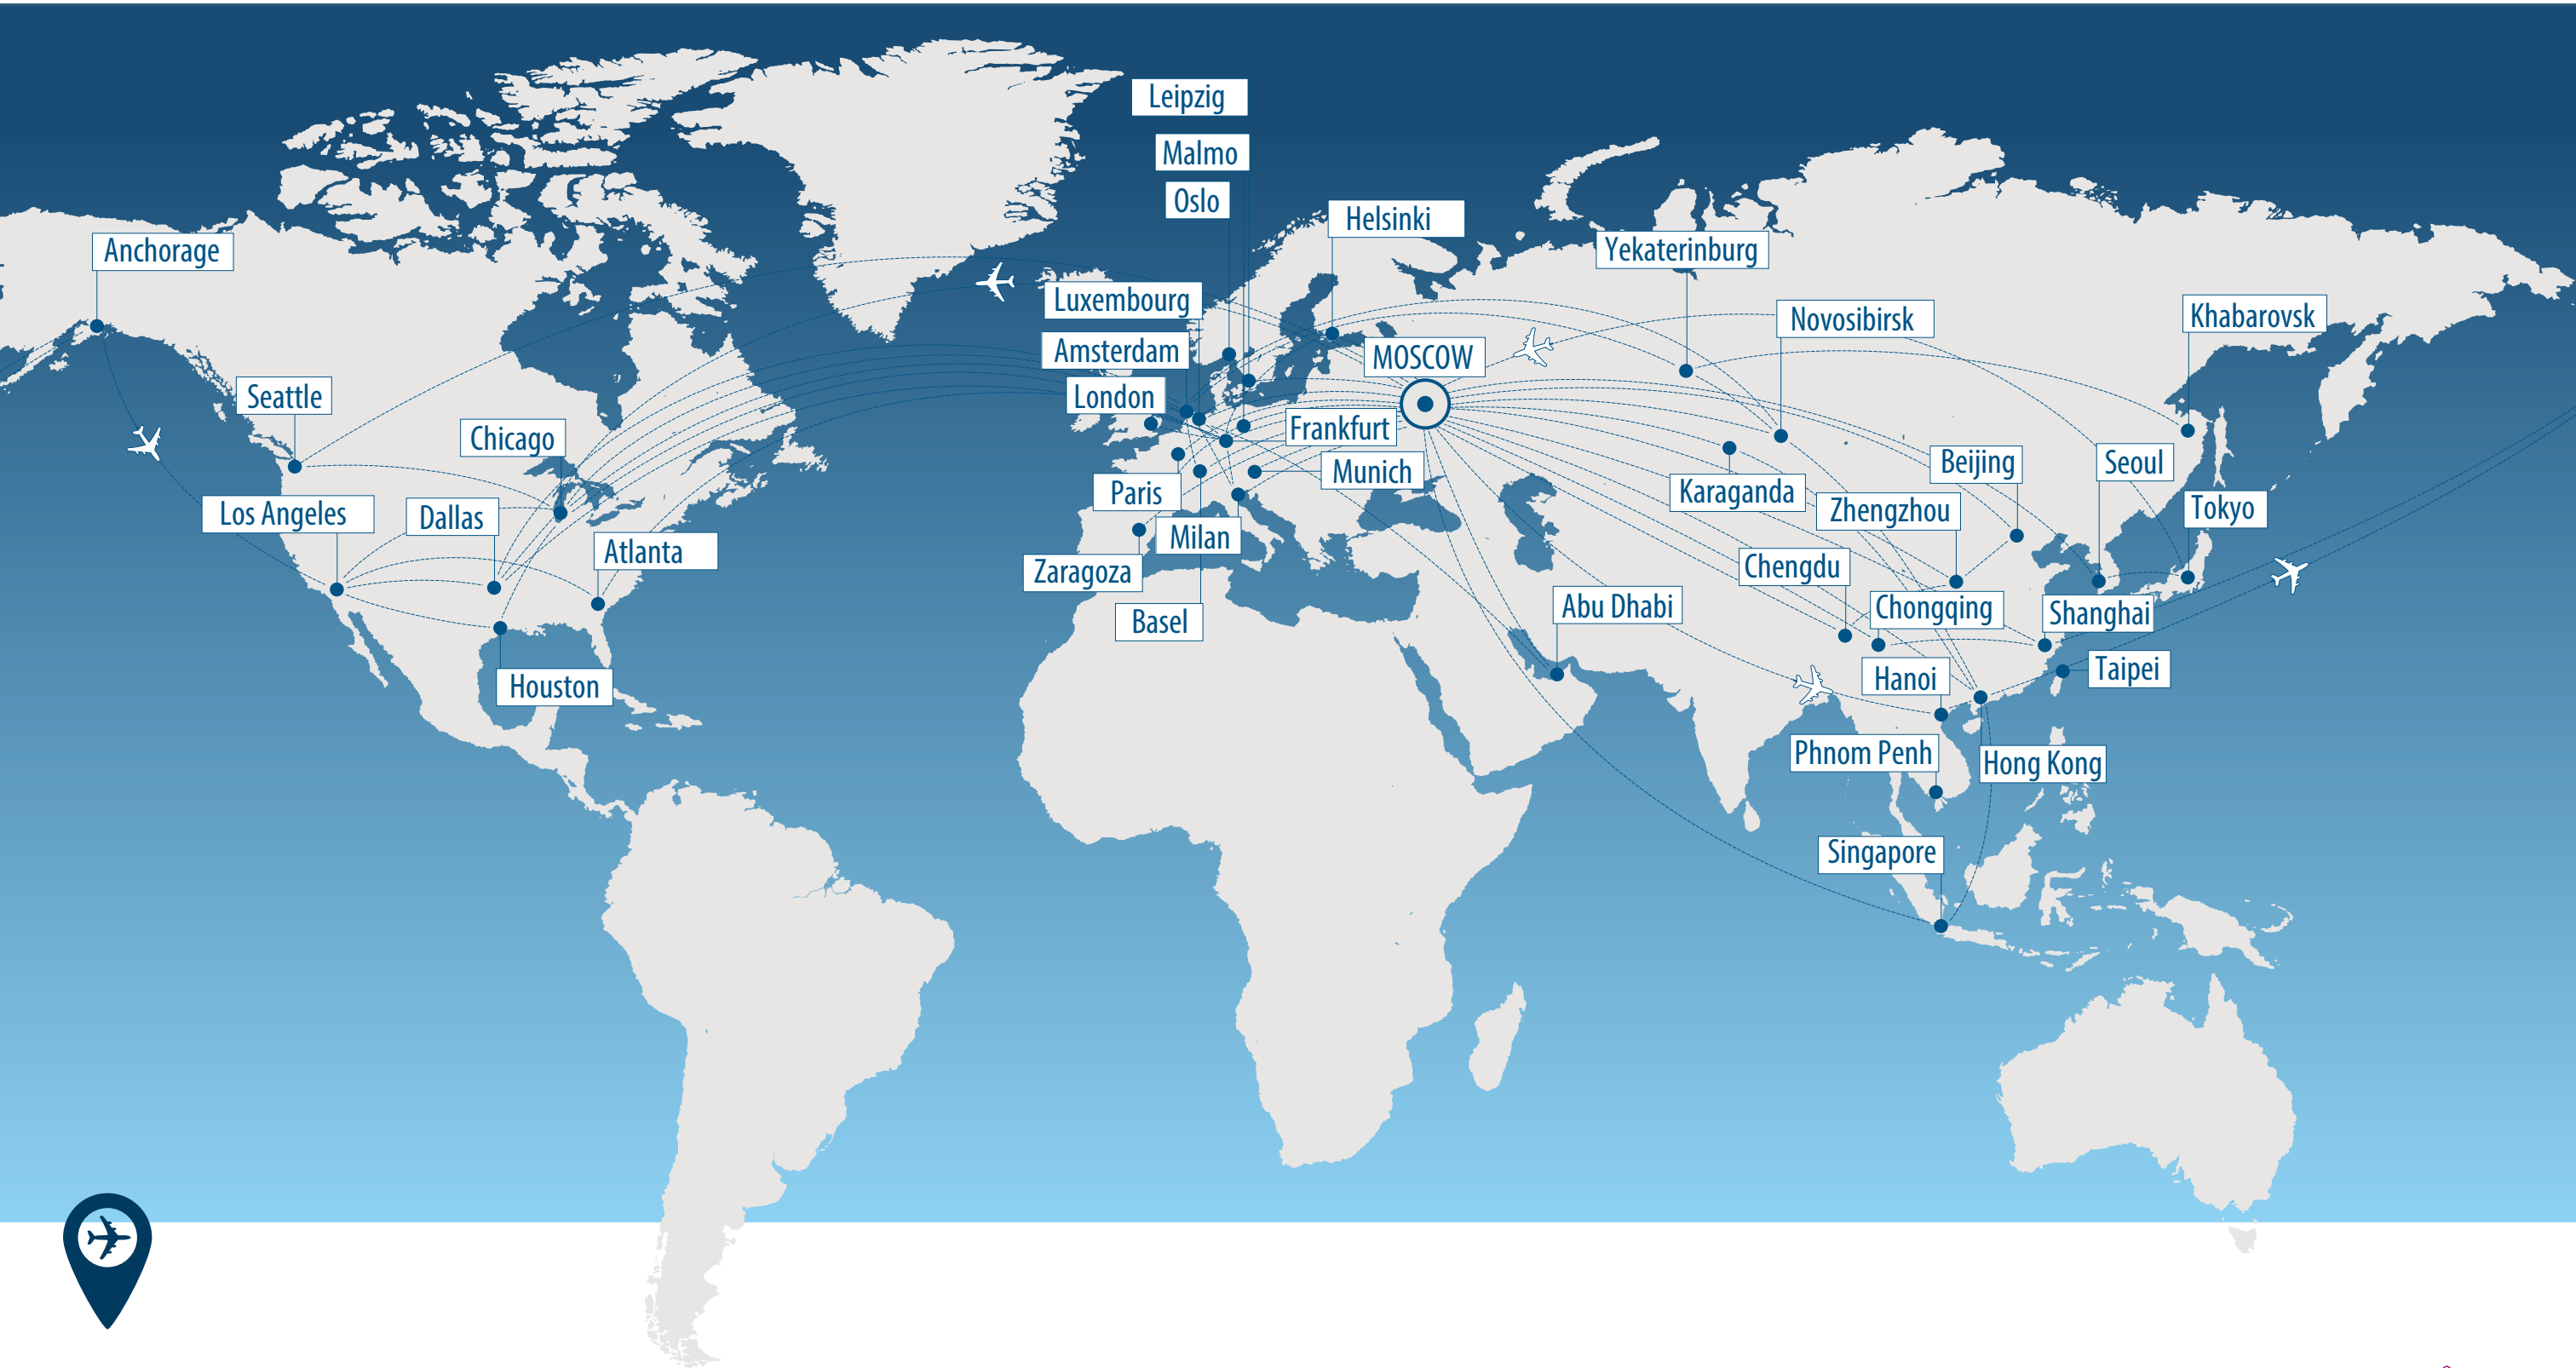 Leipzig
Malmo
Oslo
Helsinki
Anchorage
Yekaterinburg
Luxembourg
Novosibirsk
Khabarovsk
Amsterdam
MOSCOW
Seattle
London
Chicago
Frankfurt
Beijing
Seoul
Munich
Paris
Karaganda
Los Angeles
Dallas
Zhengzhou
Tokyo
Milan
Atlanta
Zaragoza
Chengdu
Abu Dhabi
Chongqing
Shanghai
Basel
Taipei
Hanoi
Houston
Phnom Penh
Hong Kong
Singapore